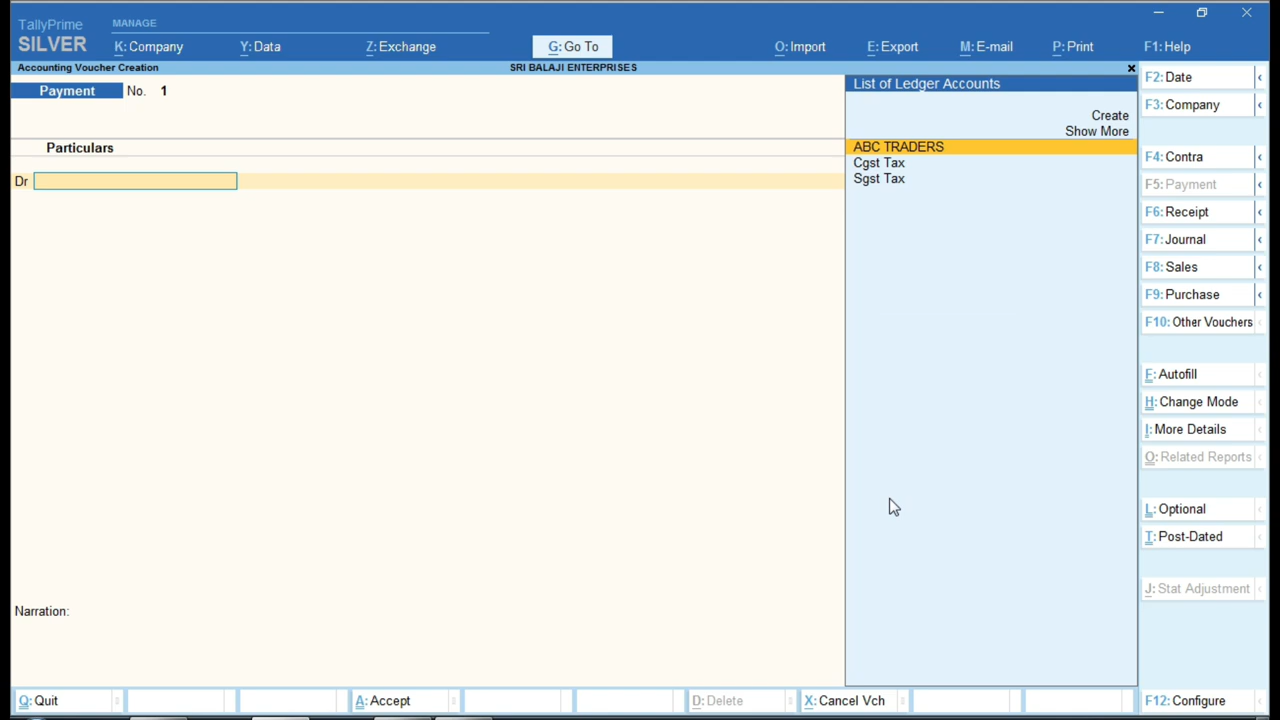 TallyPrime
SILVER
MANAGE
K: Company
Y: Data
Z: Exchange
G: Go To
O: Import
E: Export
M: E-mail
P: Print
F1: Help
Accounting Voucher Creation
SRI BALAJI ENTERPRISES
Payment No. 1
Particulars
Dr
List of Ledger Accounts
Create
Show More
ABC TRADERS
Cgst Tax
Sgst Tax
F2: Date
F3: Company
F4: Contra
F5: Payment
F6: Receipt
F7: Journal
F8: Sales
F9: Purchase
F10: Other Vouchers
F: Autofill
H: Change Mode
I: More Details
O: Related Reports
L: Optional
T: Post-Dated
J: Stat Adjustment
Narration:
Q: Quit
A: Accept
D: Delete
X: Cancel Vch
F12: Configure